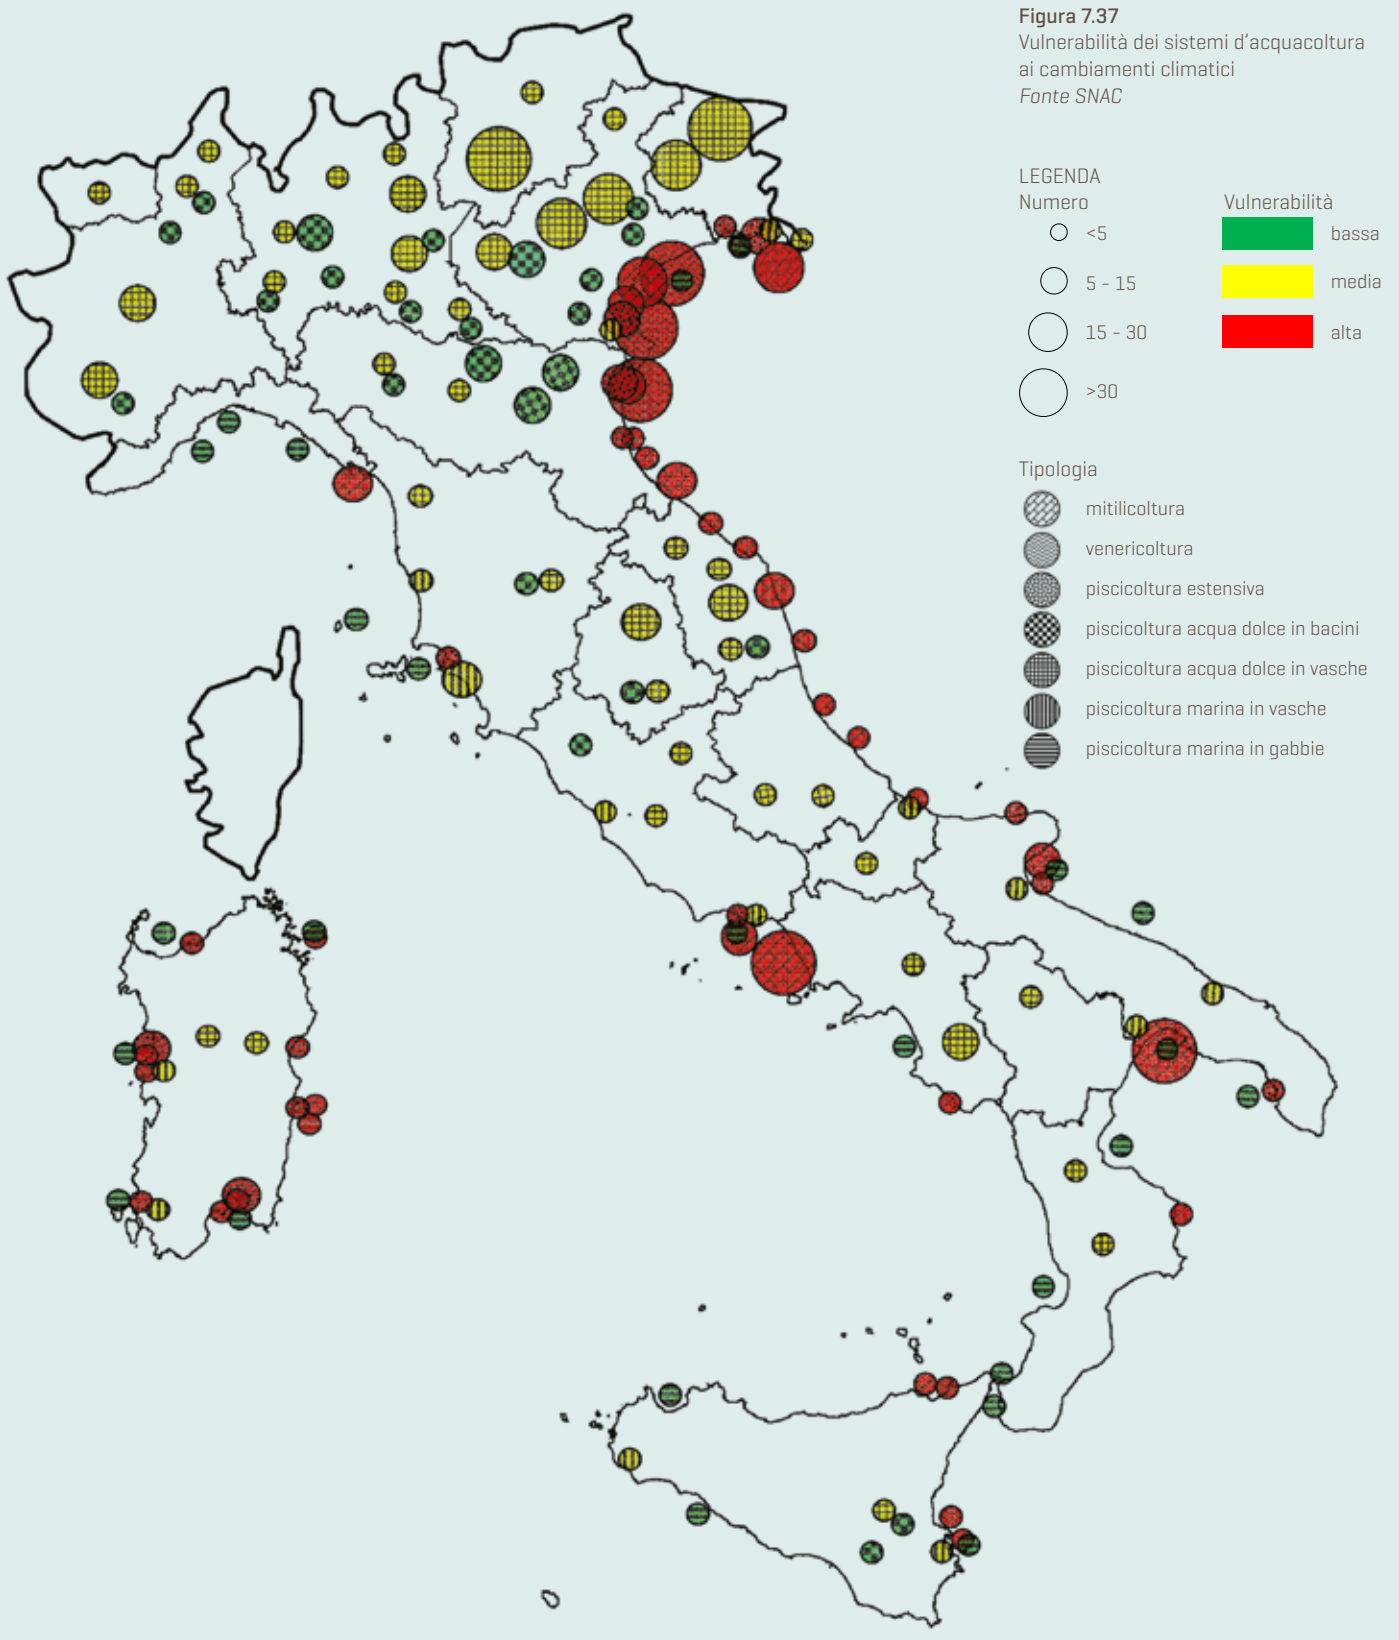 Figura 7.37
Vulnerabilità dei sistemi d'acquacoltura
ai cambiamenti climatici
Fonte SNAC
LEGENDA
Numero
<5
5 - 15
15 - 30
>30
Vulnerabilità
bassa
media
alta
Tipologia
mitilicoltura
venericoltura
piscicoltura estensiva
piscicoltura acqua dolce in bacini
piscicoltura acqua dolce in vasche
piscicoltura marina in vasche
piscicoltura marina in gabbie